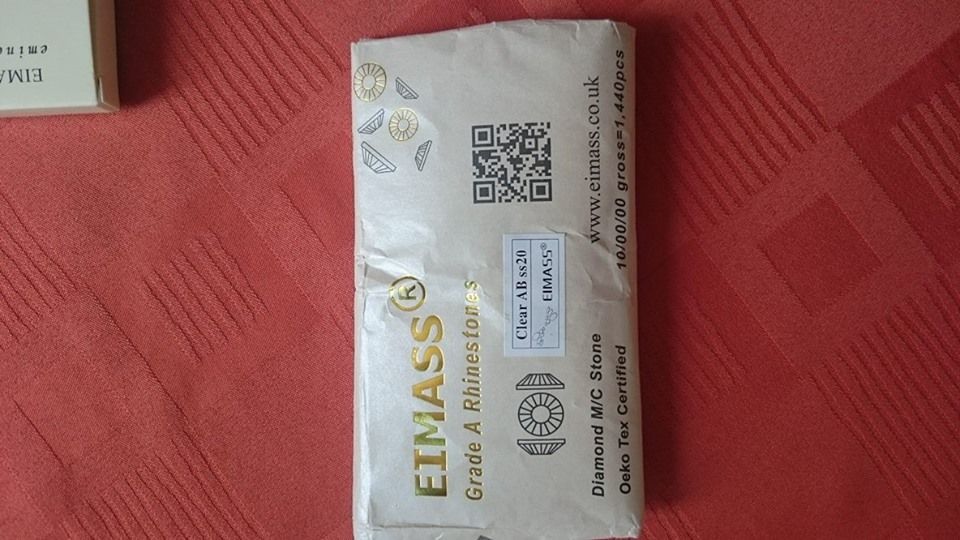 EIMASS®
Grade A Rhinestones
Clear AB ss20
EIMASS®
Diamond M/C Stone
www.eimass.co.uk
Oeko Tex Certified
10/00/00 gross=1,440pcs